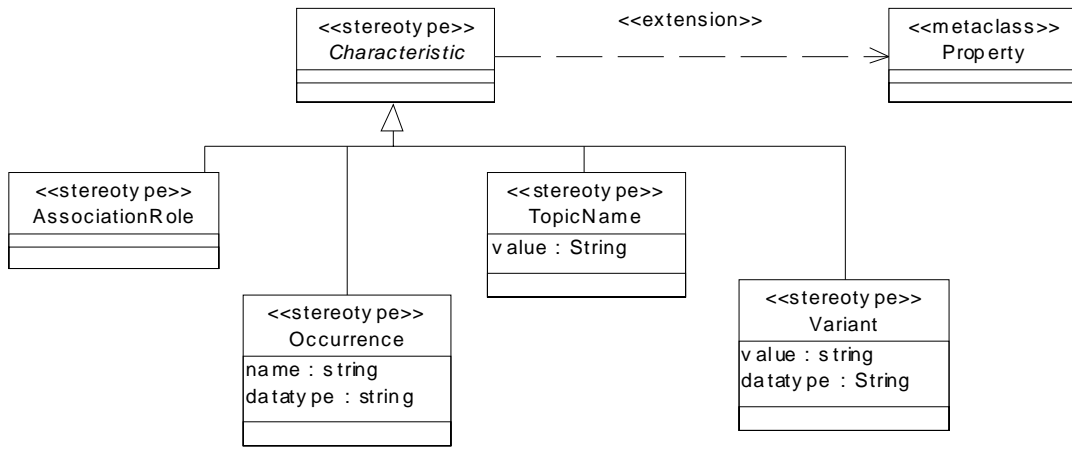 <<stereotype>>
Characteristic
<<extension>>
<<metaclass>>
Property
<<stereotype>>
AssociationRole
<<stereotype>>
TopicName
value : String
<<stereotype>>
Occurrence
name : string
datatype : string
<<stereotype>>
Variant
value : string
datatype : String